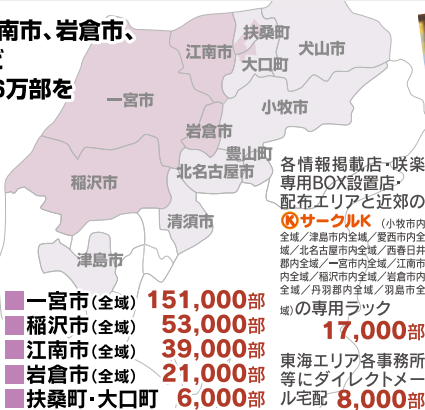 南市、岩倉市、
6万部を
扶桑町
江南市
犬山市
大口町
一宮市
小牧市
岩倉市
豊山町
北名古屋市
稲沢市
清須市
津島市
各情報掲載店・咲楽
専用BOX設置店・
配布エリアと近郊の
サークルK（小牧市内
全域／津島市内全域／愛西市内全
域／北名古屋市内全域／西春日井
郡内全域／一宮市内全域／江南市
内全域／稲沢市内全域／岩倉市内
全域／丹羽郡内全域／羽島市全
域）の専用ラック
17,000部
東海エリア各事務所
等にダイレクトメー
ル宅配 8,000部
一宮市（全域） 151,000部
稲沢市（全域） 53,000部
江南市（全域） 39,000部
岩倉市（全域） 21,000部
扶桑町・大口町 6,000部